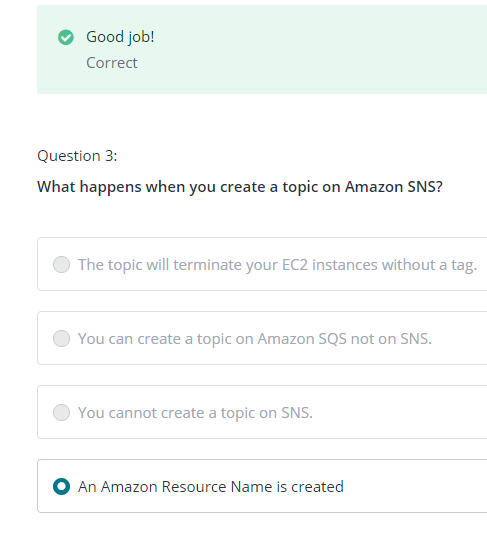 Good job!
Correct
Question 3:
What happens when you create a topic on Amazon SNS?
The topic will terminate your EC2 instances without a tag.
You can create a topic on Amazon SQS not on SNS.
You cannot create a topic on SNS.
An Amazon Resource Name is created